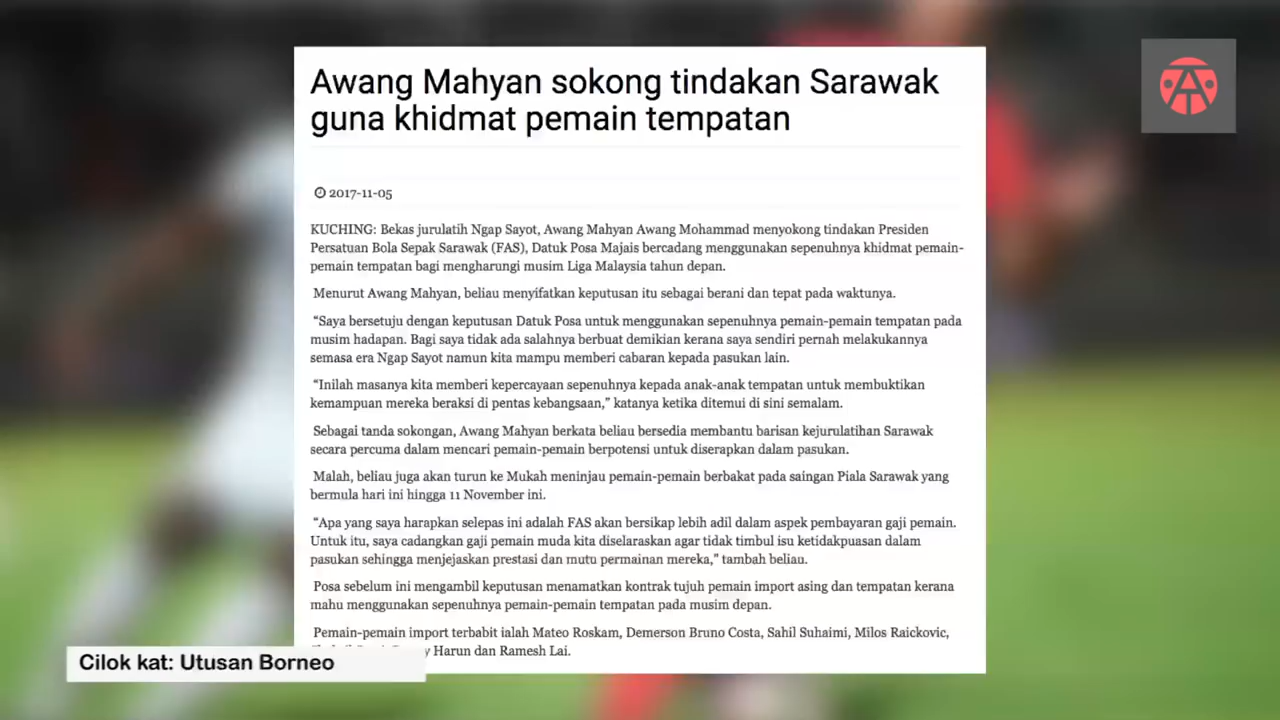 Awang Mahyan sokong tindakan Sarawak
guna khidmat pemain tempatan
2017-11-05
KUCHING: Bekas jurulatih Ngap Sayot, Awang Mahyan Awang Mohammad menyokong tindakan Presiden
Persatuan Bola Sepak Sarawak (FAS), Datuk Posa Majais bercadang menggunakan sepenuhnya khidmat pemain-
pemain tempatan bagi mengharungi musim Liga Malaysia tahun depan.
Menurut Awang Mahyan, beliau menyifatkan keputusan itu sebagai berani dan tepat pada waktunya.
“Saya bersetuju dengan keputusan Datuk Posa untuk menggunakan sepenuhnya pemain-pemain tempatan pada
musim hadapan. Bagi saya tidak ada salahnya berbuat demikian kerana saya sendiri pernah melakukannya
semasa era Ngap Sayot namun kita mampu memberi cabaran kepada pasukan lain.
“Inilah masanya kita memberi kepercayaan sepenuhnya kepada anak-anak tempatan untuk membuktikan
kemampuan mereka beraksi di pentas kebangsaan,” katanya ketika ditemui di sini semalam.
Sebagai tanda sokongan, Awang Mahyan berkata beliau bersedia membantu barisan kejurulatihan Sarawak
secara percuma dalam mencari pemain-pemain berpotensi untuk diserapkan dalam pasukan.
Malah, beliau juga akan turun ke Mukah meninjau pemain-pemain berbakat pada saingan Piala Sarawak yang
bermula hari ini hingga 11 November ini.
“Apa yang saya harapkan selepas ini adalah FAS akan bersikap lebih adil dalam aspek pembayaran gaji pemain.
Untuk itu, saya cadangkan gaji pemain muda kita diselaraskan agar tidak timbul isu ketidakpuasan dalam
pasukan sehingga menjejaskan prestasi dan mutu permainan mereka,” tambah beliau.
Posa sebelum ini mengambil keputusan menamatkan kontrak tujuh pemain import asing dan tempatan kerana
mahu menggunakan sepenuhnya pemain-pemain tempatan pada musim depan.
Pemain-pemain import terbabit ialah Mateo Roskam, Demerson Bruno Costa, Sahil Suhaimi, Milos Raickovic,
Harun dan Ramesh Lai.
Cilok kat: Utusan Borneo